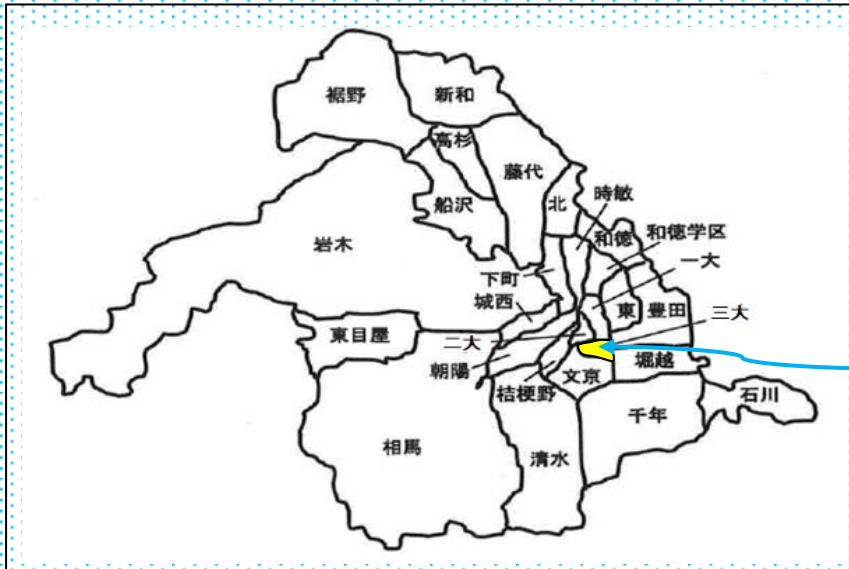 裾野
新和
高杉
藤代
船沢
北
時敏
和徳
和徳学区
岩木
下町
一大
城西
東
豊田
三大
東目屋
二大
朝陽
堀越
桔梗野
文京
石川
千年
相馬
清水